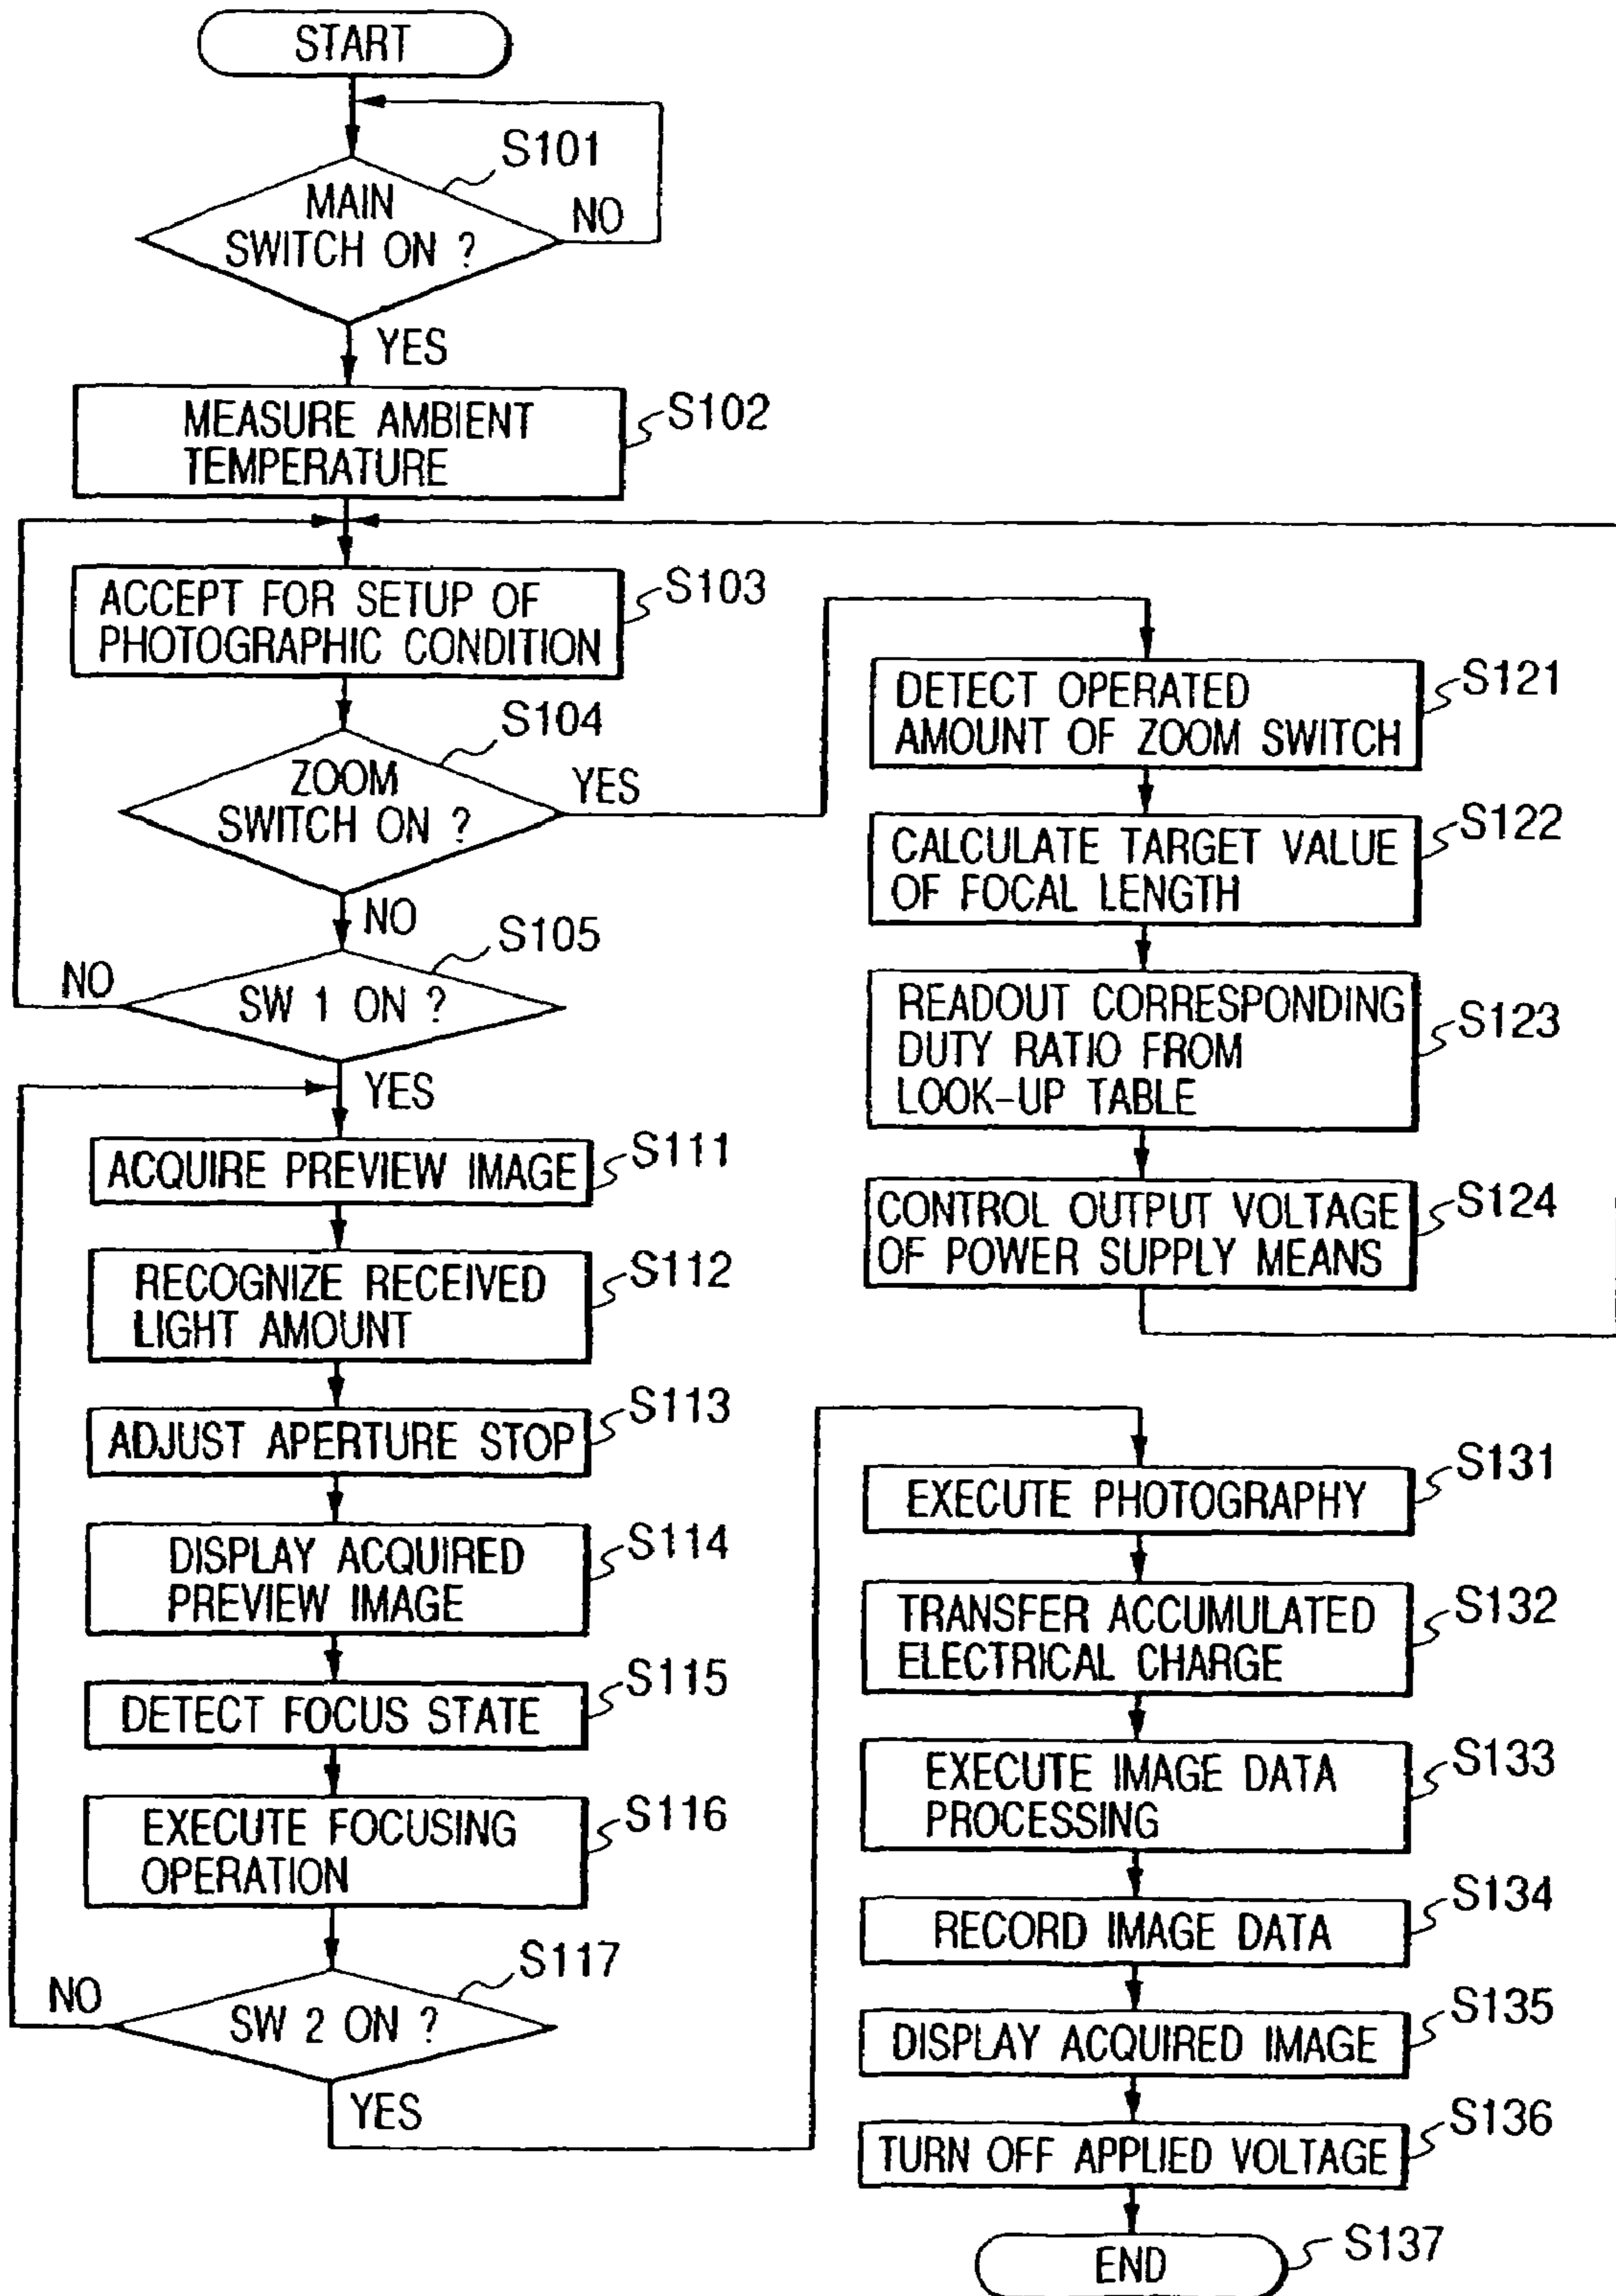 START
S101
MAIN
SWITCH ON ?
NO
YES
MEASURE AMBIENT
TEMPERATURE
S102
ACCEPT FOR SETUP OF
PHOTOGRAPHIC CONDITION
S103
S104
ZOOM
SWITCH ON ?
YES
NO
S105
SW 1 ON ?
NO
YES
ACQUIRE PREVIEW IMAGE
S111
RECOGNIZE RECEIVED
LIGHT AMOUNT
S112
ADJUST APERTURE STOP
S113
DISPLAY ACQUIRED
PREVIEW IMAGE
S114
DETECT FOCUS STATE
S115
EXECUTE FOCUSING
OPERATION
S116
S117
SW 2 ON ?
NO
YES
DETECT OPERATED
AMOUNT OF ZOOM SWITCH
S121
CALCULATE TARGET VALUE
OF FOCAL LENGTH
S122
READOUT CORRESPONDING
DUTY RATIO FROM
LOOK-UP TABLE
S123
CONTROL OUTPUT VOLTAGE
OF POWER SUPPLY MEANS
S124
EXECUTE PHOTOGRAPHY
S131
TRANSFER ACCUMULATED
ELECTRICAL CHARGE
S132
EXECUTE IMAGE DATA
PROCESSING
S133
RECORD IMAGE DATA
S134
DISPLAY ACQUIRED IMAGE
S135
TURN OFF APPLIED VOLTAGE
S136
END
S137